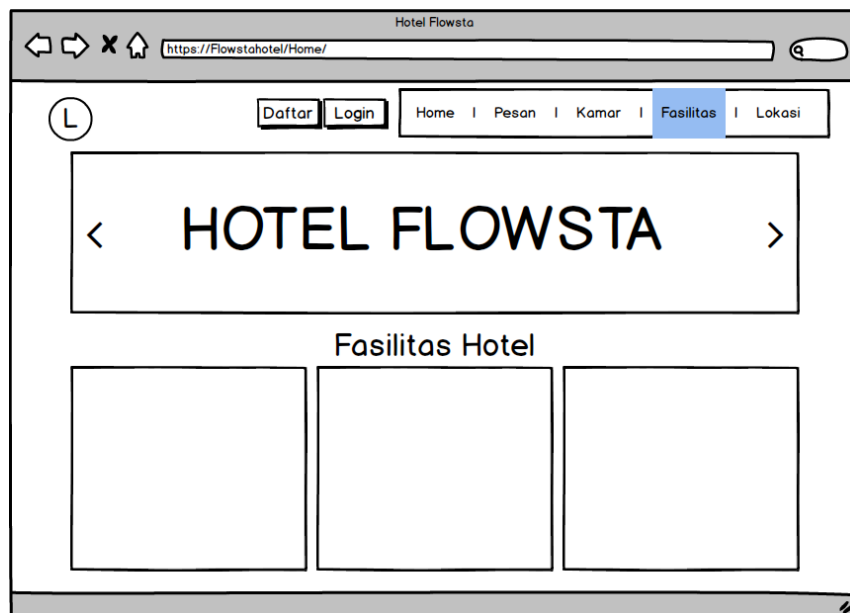 Hotel Flowsta
https://Flowstahotel/Home/
L
Daftar Login Home | Pesan | Kamar | Fasilitas | Lokasi
HOTEL FLOWSTA
Fasilitas Hotel